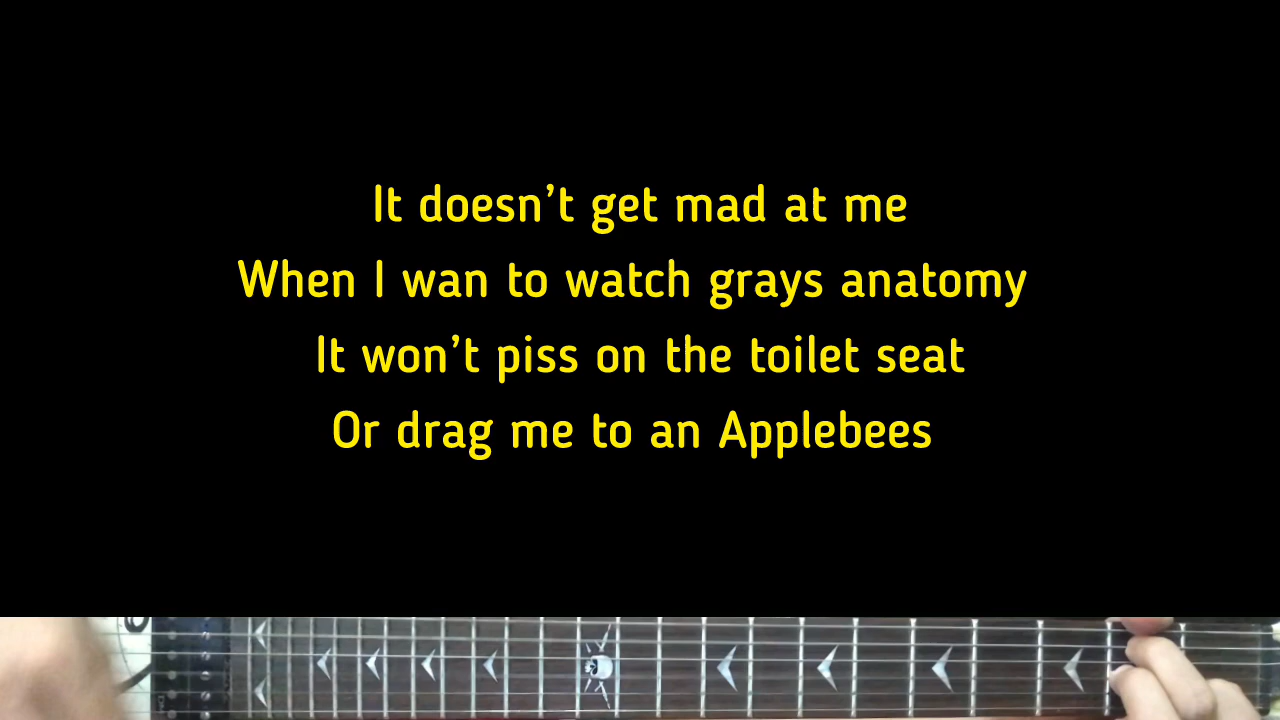 It doesn’t get mad at me
When I wan to watch grays anatomy
It won’t piss on the toilet seat
Or drag me to an Applebees